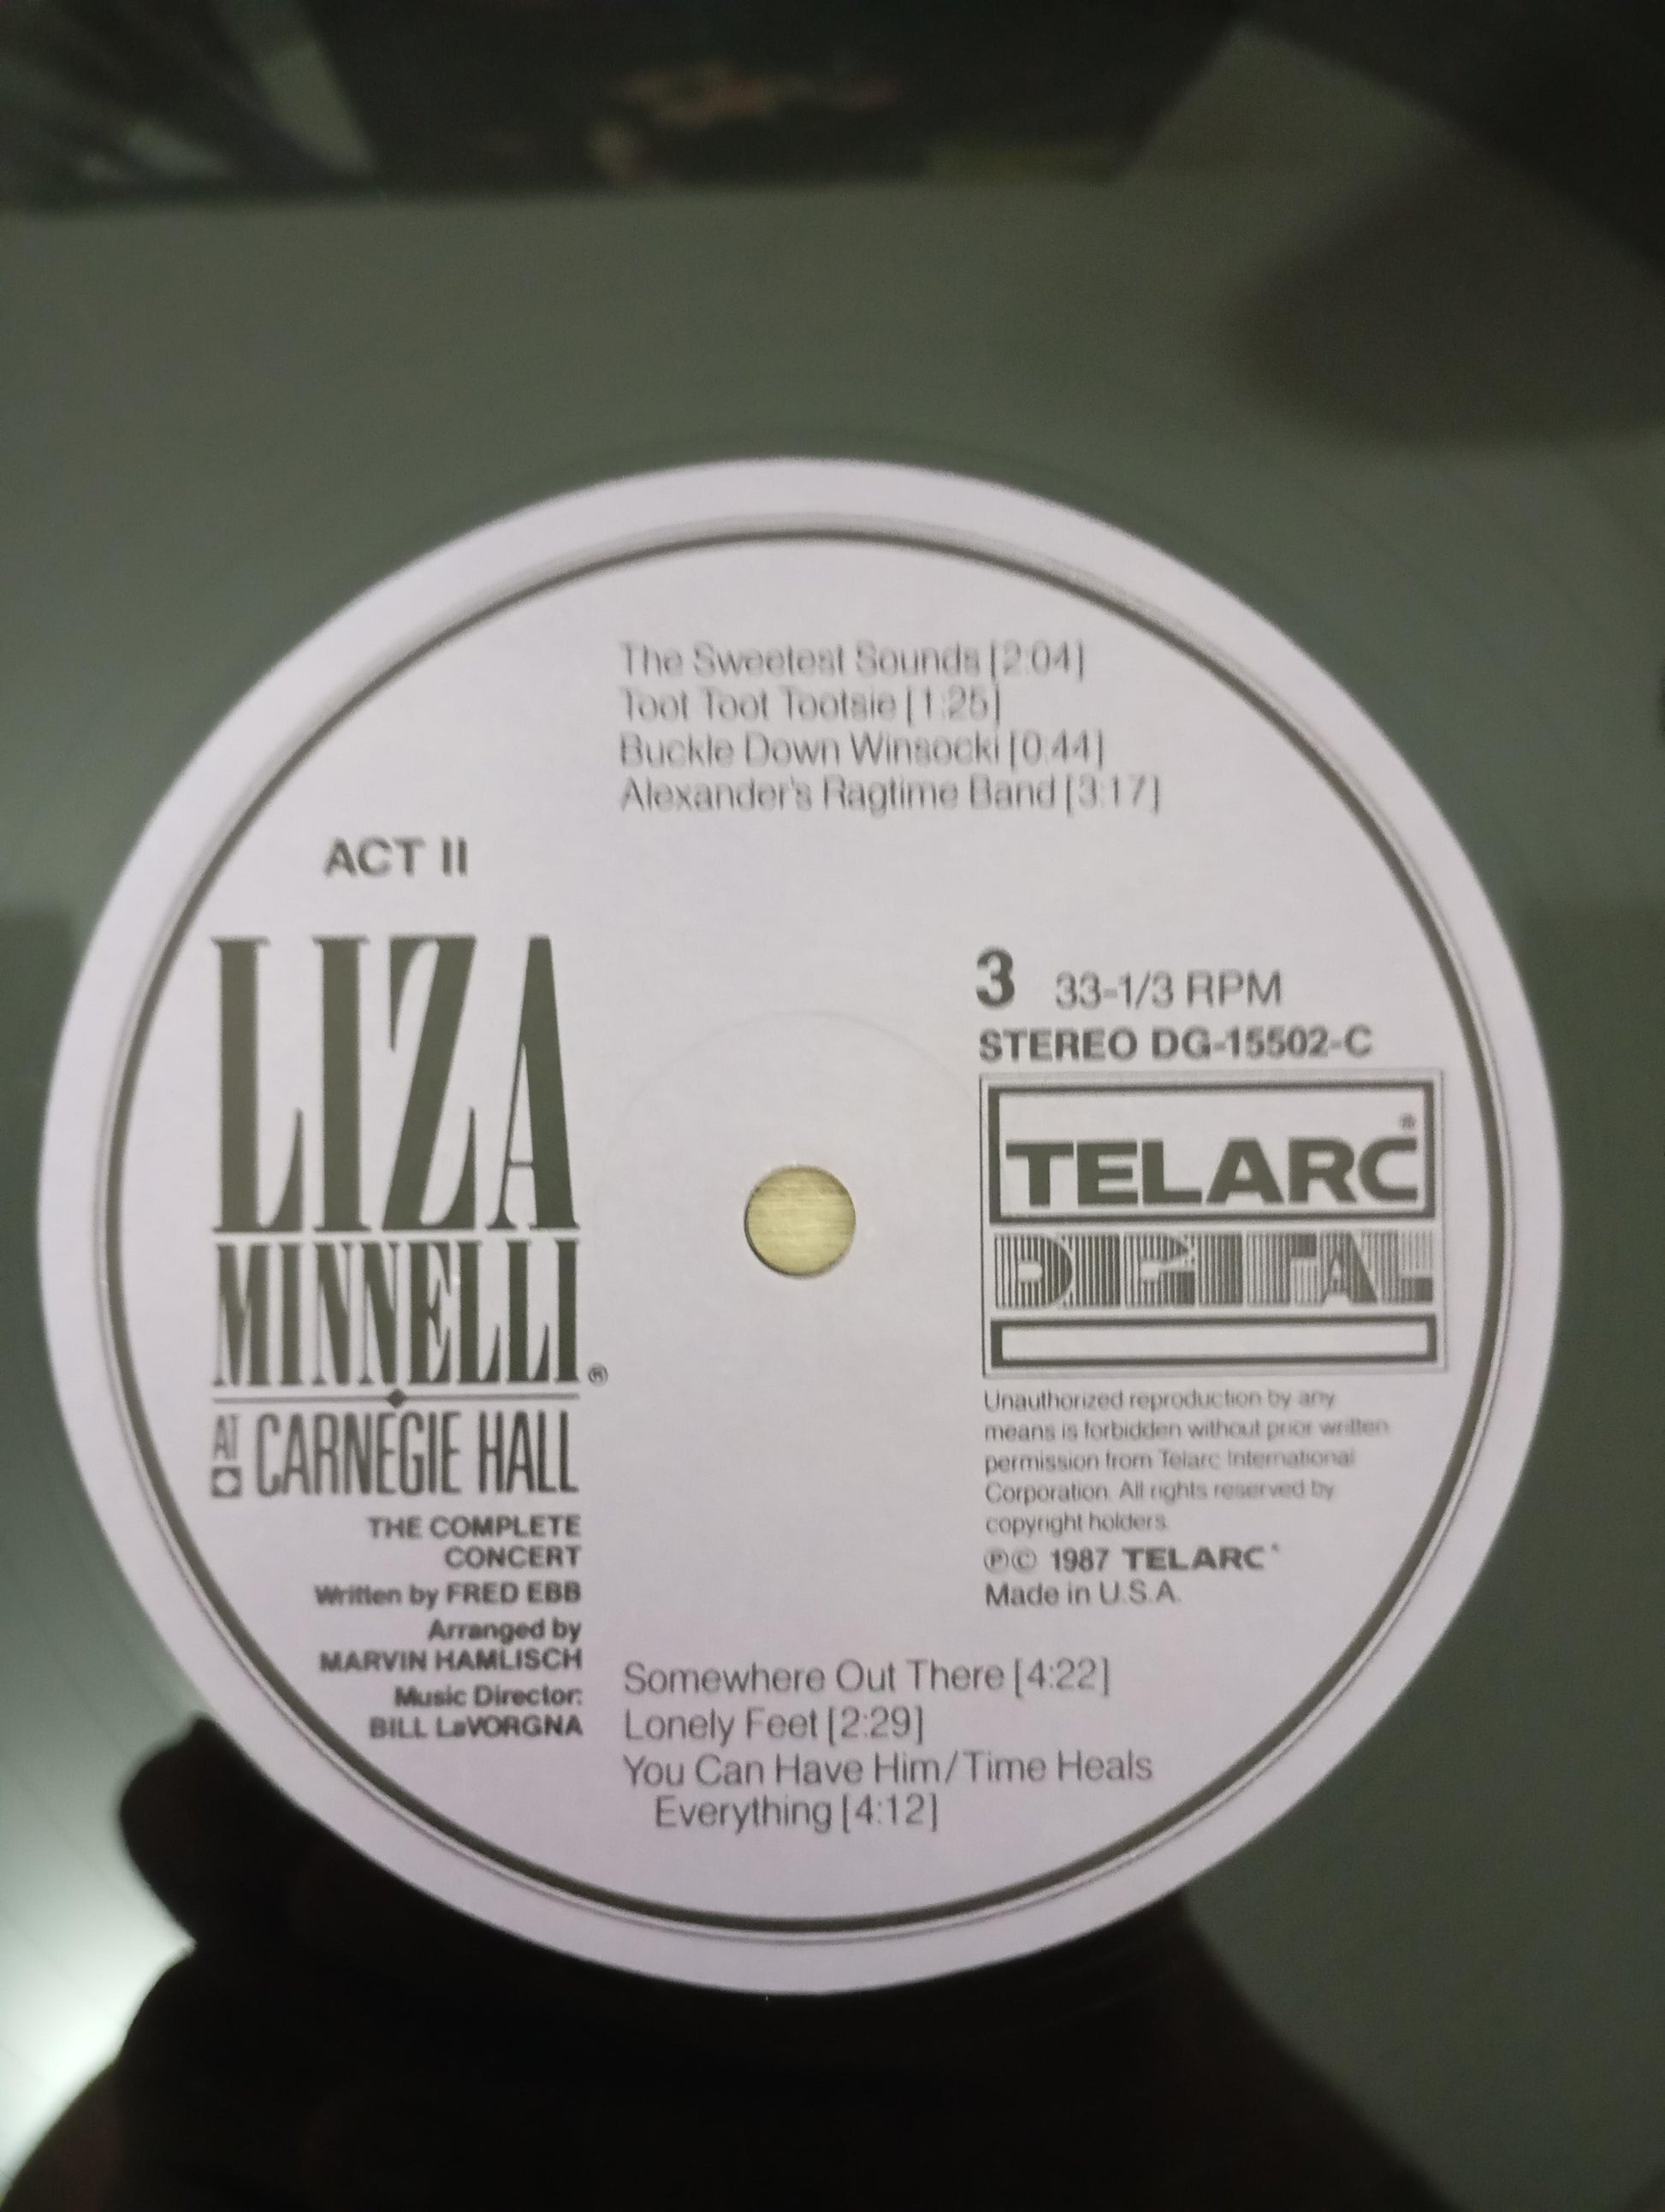 The Sweetest Sounds [2:04]
Toot Toot Tootsie [1:25]
Buckle Down Winsocki [0:44]
Alexander's Ragtime Band [3:17]
ACT II
LIZA
MINNELLI®
AT CARNEGIE HALL
THE COMPLETE
CONCERT
Written by FRED EBB
Arranged by
MARVIN HAMLISCH
Music Director:
BILL LaVORGNA
3 33-1/3 RPM
STEREO DG-15502-C
TELARC®
DIGITAL
Unauthorized reproduction by any
means is forbidden without prior written
permission from Telarc International
Corporation. All rights reserved by
copyright holders.
℗© 1987 TELARC®
Made in U.S.A.
Somewhere Out There [4:22]
Lonely Feet [2:29]
You Can Have Him/Time Heals
Everything [4:12]